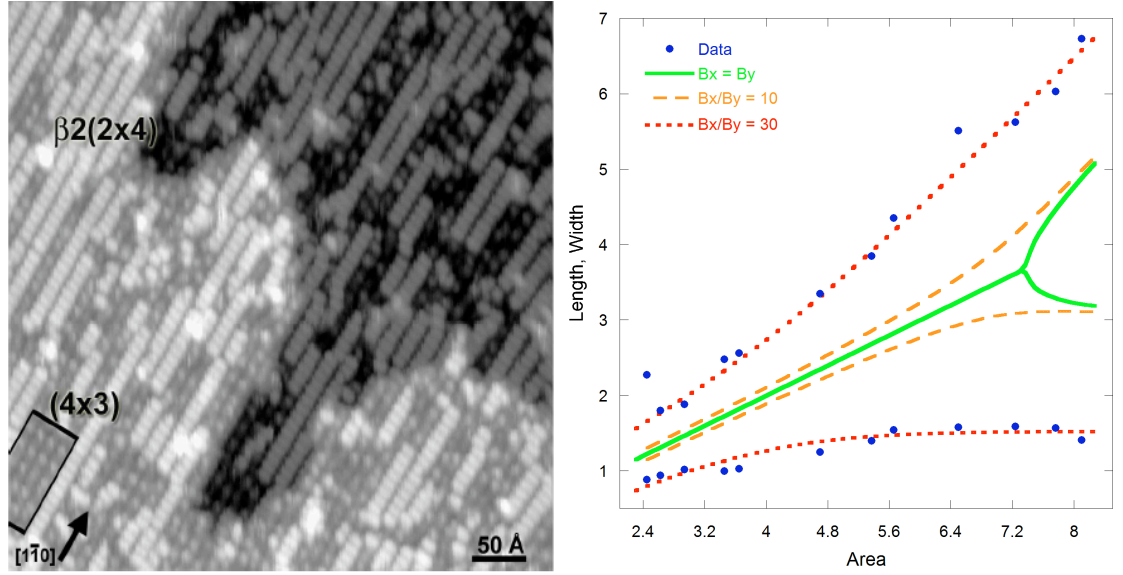 β2(2x4)
(4x3)
[11̄0]
50 Å
7
6
5
4
3
2
1
Length, Width
Data
Bx = By
Bx/By = 10
Bx/By = 30
2.4 3.2 4 4.8 5.6 6.4 7.2 8
Area